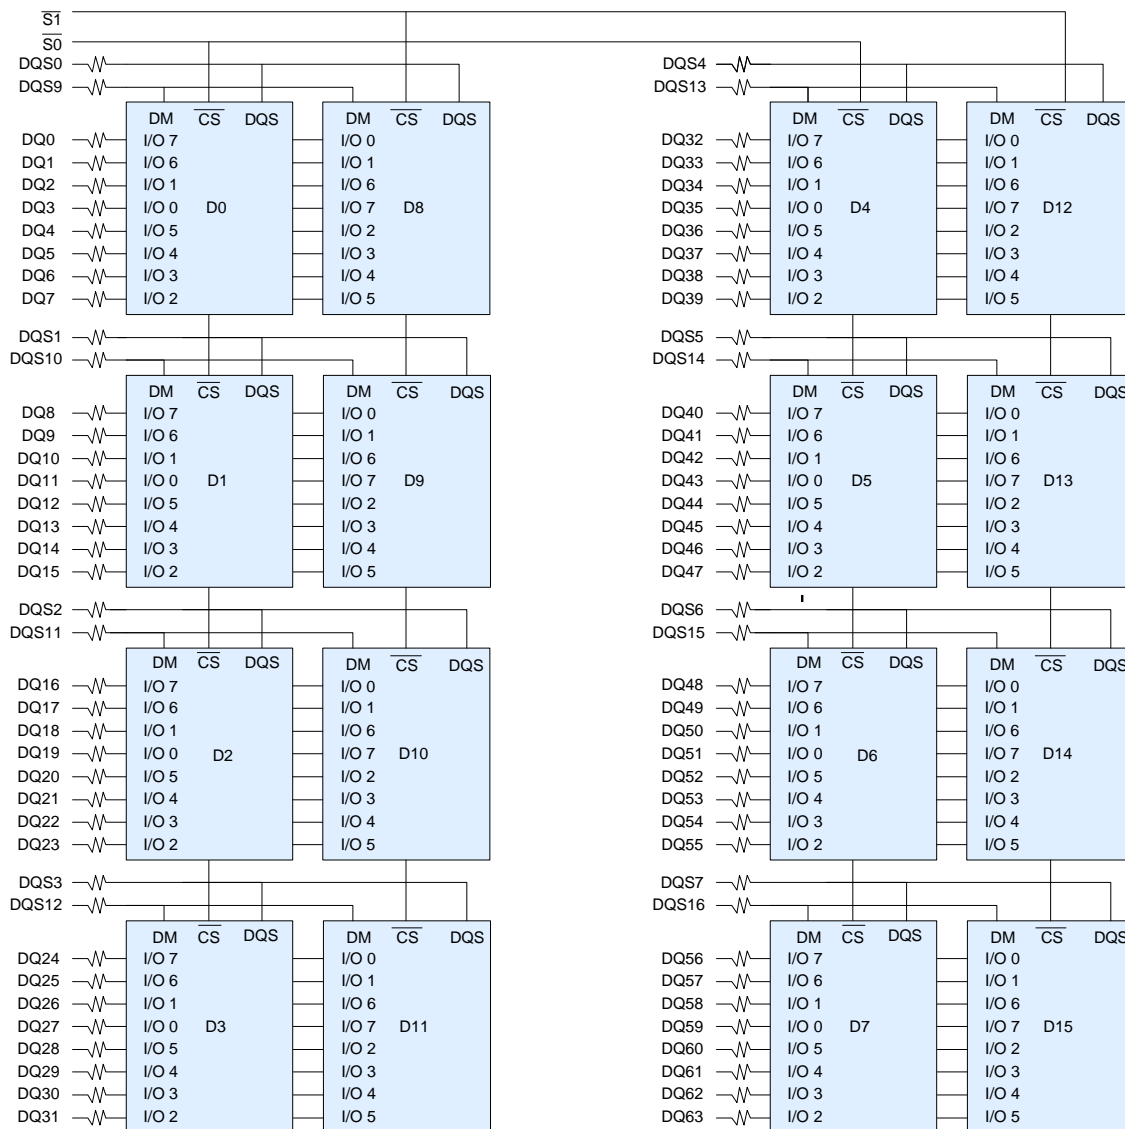 S1
S0
DQS0 DQS4
DQS9 DQS13
DM CS DQS DM CS DQS DM CS DQS DM CS DQS
DQ0 I/O 7 I/O 0 DQ32 I/O 7 I/O 0
DQ1 I/O 6 I/O 1 DQ33 I/O 6 I/O 1
DQ2 I/O 1 I/O 6 DQ34 I/O 1 I/O 6
DQ3 I/O 0 D0 I/O 7 D8 DQ35 I/O 0 D4 I/O 7 D12
DQ4 I/O 5 I/O 2 DQ36 I/O 5 I/O 2
DQ5 I/O 4 I/O 3 DQ37 I/O 4 I/O 3
DQ6 I/O 3 I/O 4 DQ38 I/O 3 I/O 4
DQ7 I/O 2 I/O 5 DQ39 I/O 2 I/O 5
DQS1 DQS5
DQS10 DQS14
DM CS DQS DM CS DQS DM CS DQS DM CS DQS
DQ8 I/O 7 I/O 0 DQ40 I/O 7 I/O 0
DQ9 I/O 6 I/O 1 DQ41 I/O 6 I/O 1
DQ10 I/O 1 I/O 6 DQ42 I/O 1 I/O 6
DQ11 I/O 0 D1 I/O 7 D9 DQ43 I/O 0 D5 I/O 7 D13
DQ12 I/O 5 I/O 2 DQ44 I/O 5 I/O 2
DQ13 I/O 4 I/O 3 DQ45 I/O 4 I/O 3
DQ14 I/O 3 I/O 4 DQ46 I/O 3 I/O 4
DQ15 I/O 2 I/O 5 DQ47 I/O 2 I/O 5
DQS2 DQS6
DQS11 DQS15
DM CS DQS DM CS DQS DM CS DQS DM CS DQS
DQ16 I/O 7 I/O 0 DQ48 I/O 7 I/O 0
DQ17 I/O 6 I/O 1 DQ49 I/O 6 I/O 1
DQ18 I/O 1 I/O 6 DQ50 I/O 1 I/O 6
DQ19 I/O 0 D2 I/O 7 D10 DQ51 I/O 0 D6 I/O 7 D14
DQ20 I/O 5 I/O 2 DQ52 I/O 5 I/O 2
DQ21 I/O 4 I/O 3 DQ53 I/O 4 I/O 3
DQ22 I/O 3 I/O 4 DQ54 I/O 3 I/O 4
DQ23 I/O 2 I/O 5 DQ55 I/O 2 I/O 5
DQS3 DQS7
DQS12 DQS16
DM CS DQS DM CS DQS DM CS DQS DM CS DQS
DQ24 I/O 7 I/O 0 DQ56 I/O 7 I/O 0
DQ25 I/O 6 I/O 1 DQ57 I/O 6 I/O 1
DQ26 I/O 1 I/O 6 DQ58 I/O 1 I/O 6
DQ27 I/O 0 D3 I/O 7 D11 DQ59 I/O 0 D7 I/O 7 D15
DQ28 I/O 5 I/O 2 DQ60 I/O 5 I/O 2
DQ29 I/O 4 I/O 3 DQ61 I/O 4 I/O 3
DQ30 I/O 3 I/O 4 DQ62 I/O 3 I/O 4
DQ31 I/O 2 I/O 5 DQ63 I/O 2 I/O 5